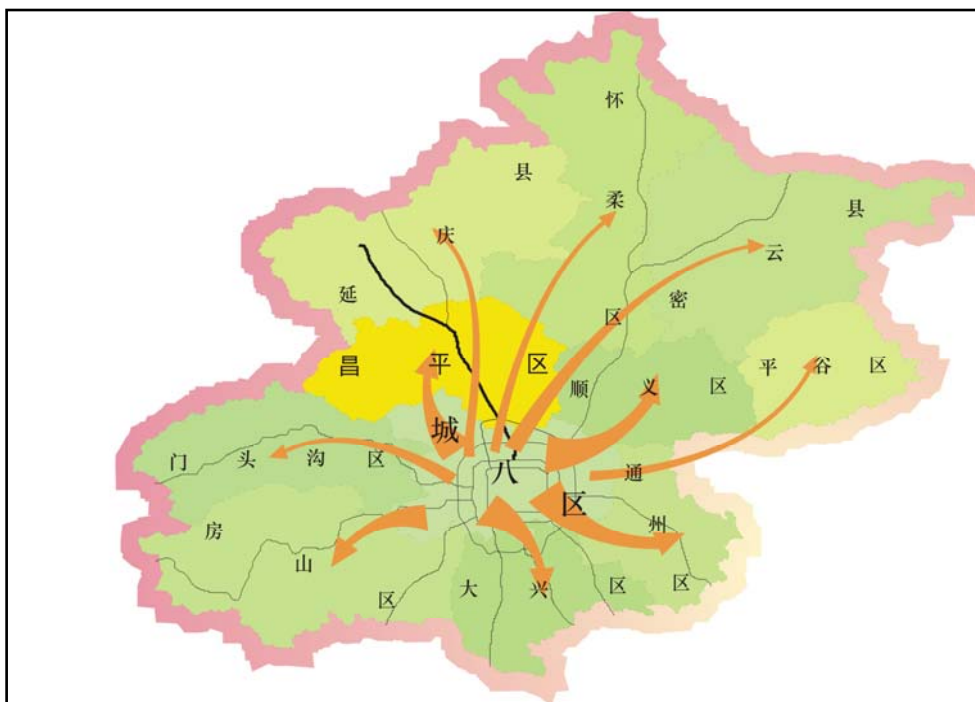 怀柔区
密云县
延庆县
昌平区
顺义区
平谷区
城八区
门头沟区
通州区
房山区
大兴区